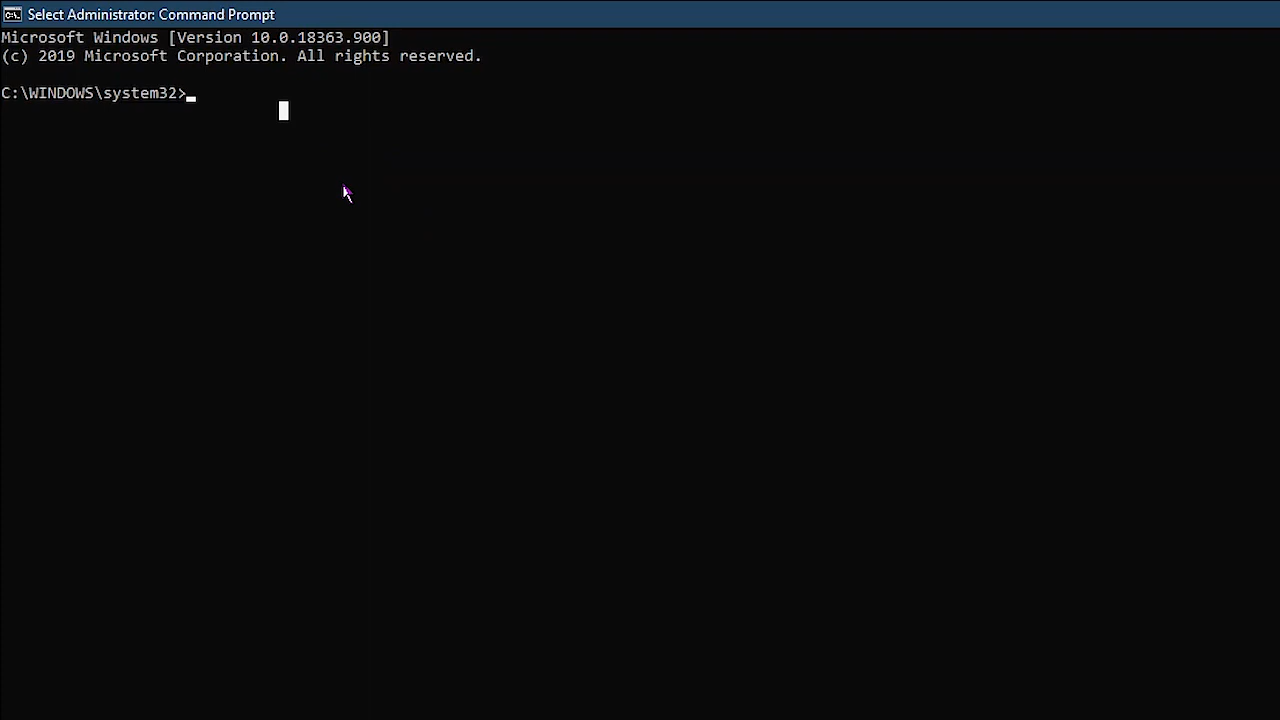 Select Administrator: Command Prompt
Microsoft Windows [Version 10.0.18363.900]
(c) 2019 Microsoft Corporation. All rights reserved.
C:\WINDOWS\system32>